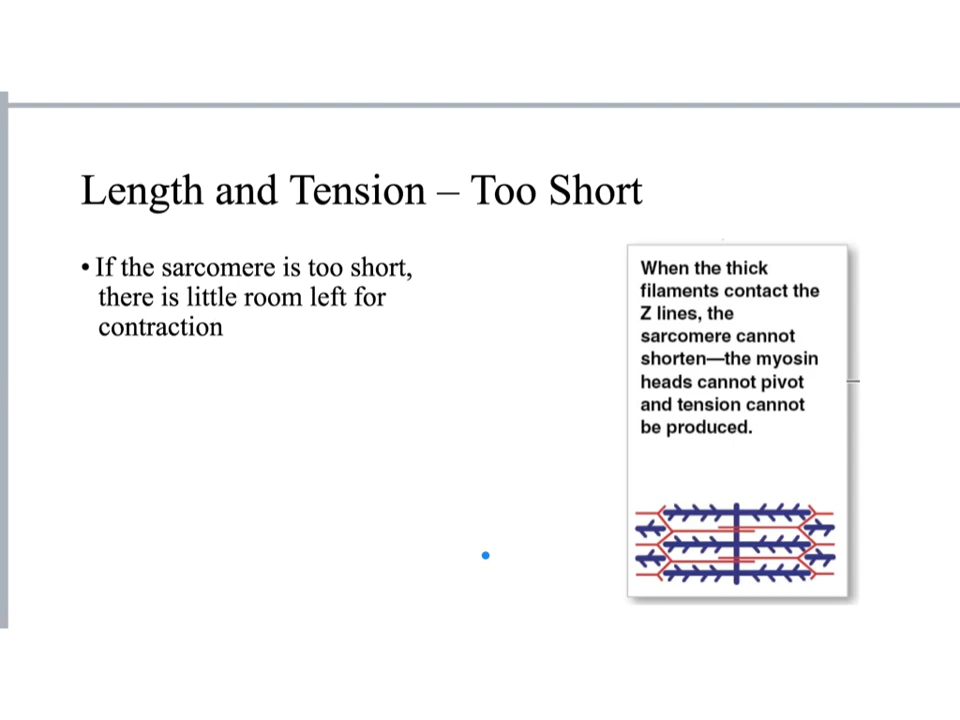 Length and Tension – Too Short
• If the sarcomere is too short,
there is little room left for
contraction
When the thick
filaments contact the
Z lines, the
sarcomere cannot
shorten—the myosin
heads cannot pivot
and tension cannot
be produced.